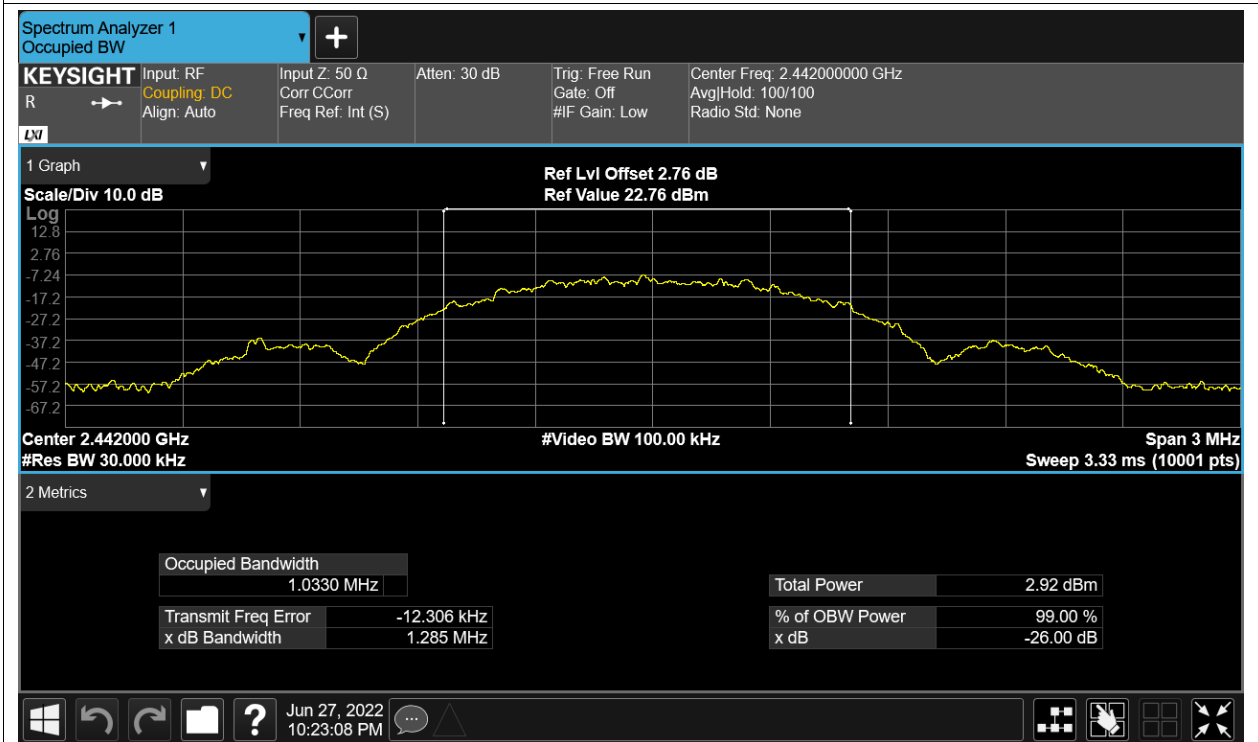 Spectrum Analyzer 1
Occupied BW
KEYSIGHT
R
LXI
Input: RF
Coupling: DC
Align: Auto
Input Z: 50 Ω
Corr CCorr
Freq Ref: Int (S)
Atten: 30 dB
Trig: Free Run
Gate: Off
#IF Gain: Low
Center Freq: 2.442000000 GHz
Avg|Hold: 100/100
Radio Std: None
1 Graph
Scale/Div 10.0 dB
Ref Lvl Offset 2.76 dB
Ref Value 22.76 dBm
Log
12.8
2.76
-7.24
-17.2
-27.2
-37.2
-47.2
-57.2
-67.2
Center 2.442000 GHz
#Res BW 30.000 kHz
#Video BW 100.00 kHz
Span 3 MHz
Sweep 3.33 ms (10001 pts)
2 Metrics
Occupied Bandwidth
1.0330 MHz
Transmit Freq Error -12.306 kHz
x dB Bandwidth 1.285 MHz
Total Power 2.92 dBm
% of OBW Power 99.00 %
x dB -26.00 dB
?
Jun 27, 2022
10:23:08 PM